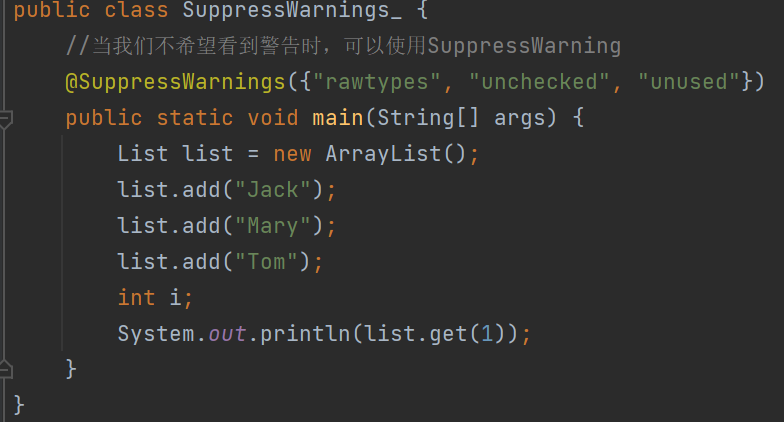 public class SuppressWarnings_ {
    //当我们不希望看到警告时，可以使用SuppressWarning
    @SuppressWarnings({"rawtypes", "unchecked", "unused"})
    public static void main(String[] args) {
        List list = new ArrayList();
        list.add("Jack");
        list.add("Mary");
        list.add("Tom");
        int i;
        System.out.println(list.get(1));
    }
}